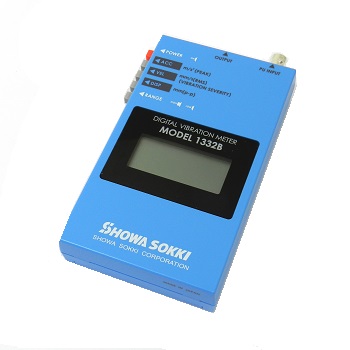 POWER
OUTPUT
PU INPUT
ACC m/s²(PEAK)
VEL mm/s(RMS)
(VIBRATION SEVERITY)
DISP mm(p-p)
RANGE
DIGITAL VIBRATION METER
MODEL 1332B
SHOWA SOKKI
SHOWA SOKKI CORPORATION